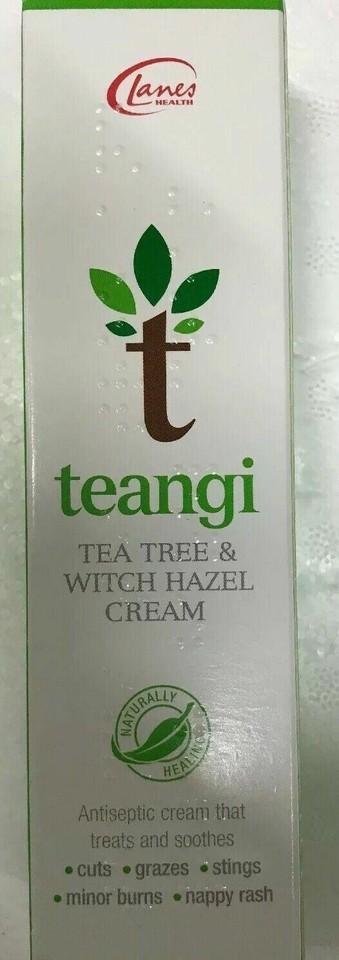 Lanes
HEALTH
t
teangi
TEA TREE &
WITCH HAZEL
CREAM
NATURALLY
HEALING
Antiseptic cream that
treats and soothes
• cuts • grazes • stings
• minor burns • nappy rash